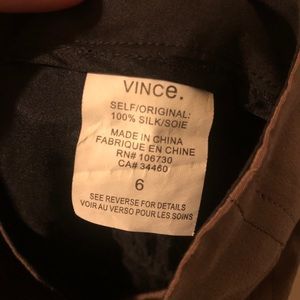 VINCE.
SELF/ORIGINAL:
100% SILK/SOIE
MADE IN CHINA
FABRIQUE EN CHINE
RN# 106730
CA# 34460
6
SEE REVERSE FOR DETAILS
VOIR AU VERSO POUR LES SOINS